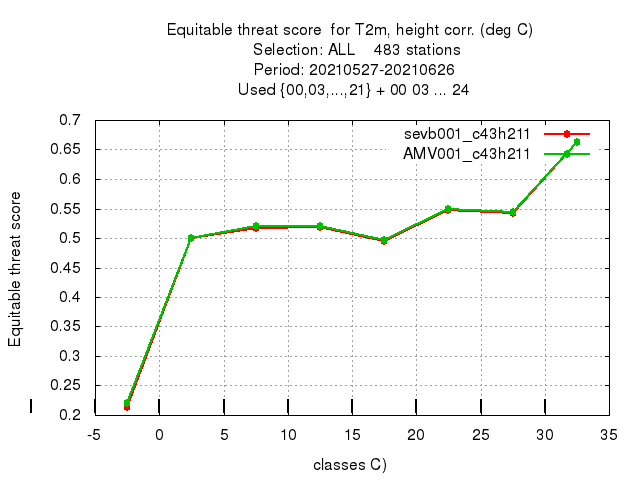 Equitable threat score  for T2m, height corr. (deg C)
Selection: ALL    483 stations
Period: 20210527-20210626
Used {00,03,...,21} + 00 03 ... 24
sevb001_c43h211
AMV001_c43h211
Equitable threat score
0.7
0.65
0.6
0.55
0.5
0.45
0.4
0.35
0.3
0.25
0.2
-5 0 5 10 15 20 25 30 35
classes C)